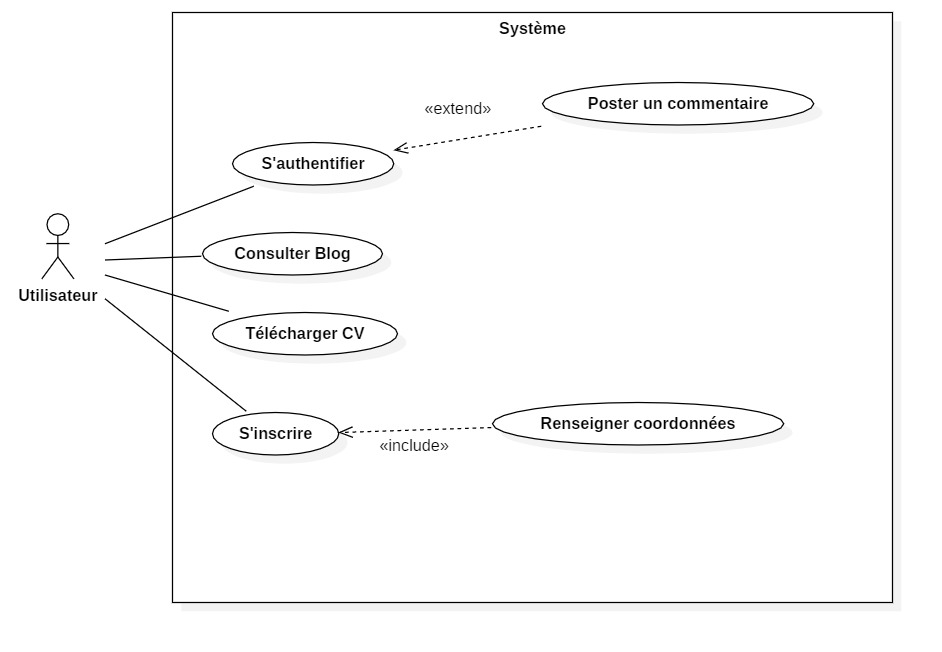 Système
«extend»
Poster un commentaire
S'authentifier
Consulter Blog
Utilisateur
Télécharger CV
S'inscrire
Renseigner coordonnées
«include»